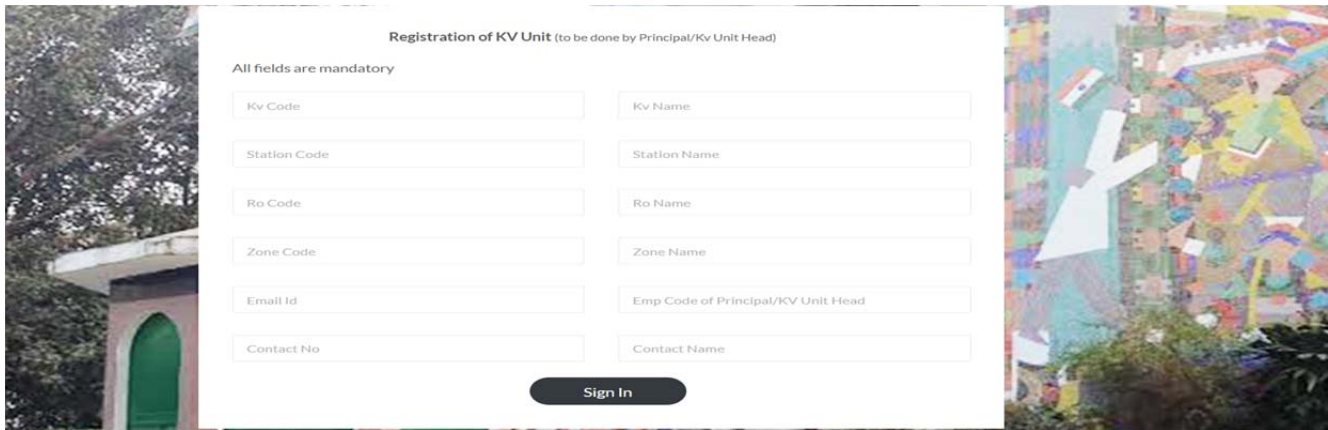 Registration of KV Unit (to be done by Principal/Kv Unit Head)
All fields are mandatory
Kv Code
Kv Name
Station Code
Station Name
Ro Code
Ro Name
Zone Code
Zone Name
Email Id
Emp Code of Principal/KV Unit Head
Contact No
Contact Name
Sign In